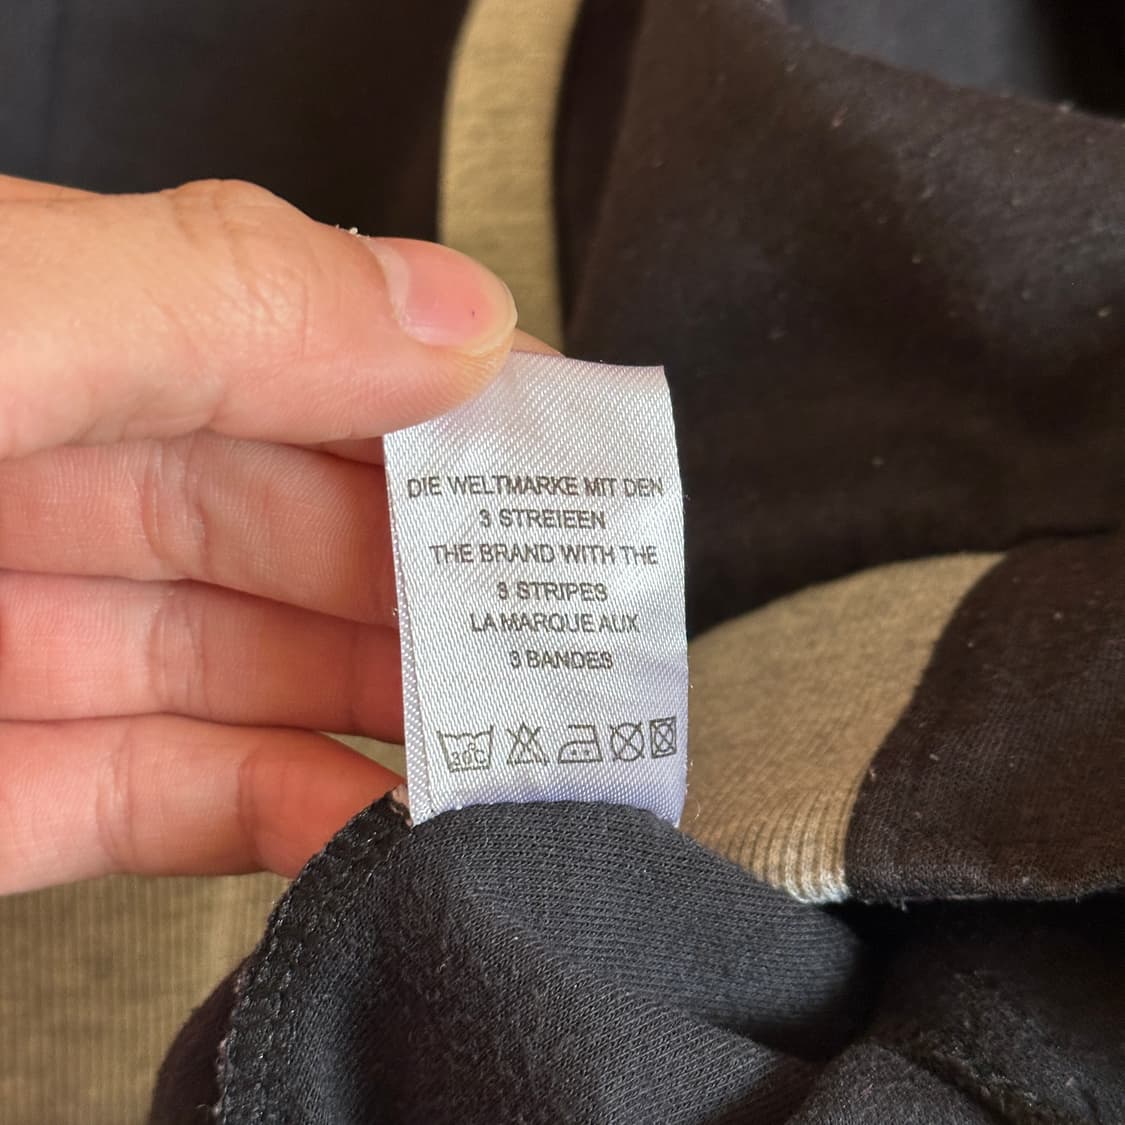 DIE WELTMARKE MIT DEN
3 STREIEEN
THE BRAND WITH THE
3 STRIPES
LA MARQUE AUX
3 BANDES
30°C